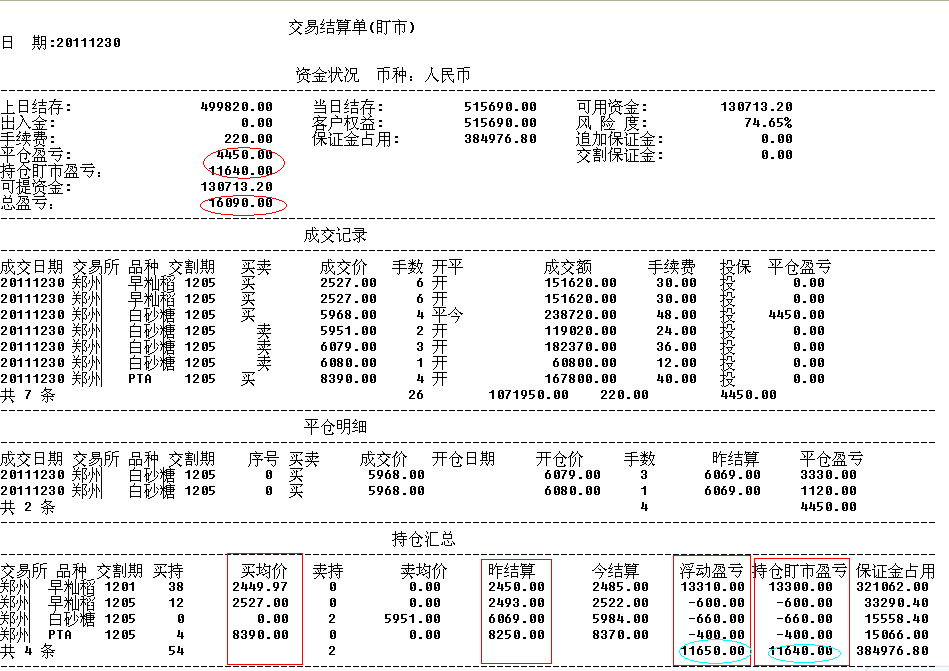 交易结算单(盯市)
日 期:20111230
资金状况 币种: 人民币
上日结存: 499820.00 当日结存: 515690.00 可用资金: 130713.20
出入金: 0.00 客户权益: 515690.00 风 险 度: 74.65%
手续费: 220.00 保证金占用: 384976.80 追加保证金: 0.00
平仓盈亏: 4450.00 交割保证金: 0.00
持仓盯市盈亏: 11640.00
可提资金: 130713.20
总盈亏: 16090.00
成交记录
成交日期 交易所 品种 交割期 买卖 成交价 手数 开平 成交额 手续费 投保 平仓盈亏
20111230 郑州 早籼稻 1205 买 2527.00 6 开 151620.00 30.00 投 0.00
20111230 郑州 早籼稻 1205 买 2527.00 6 开 151620.00 30.00 投 0.00
20111230 郑州 白砂糖 1205 买 5968.00 4 平今 238720.00 48.00 投 4450.00
20111230 郑州 白砂糖 1205 卖 5951.00 2 开 119020.00 24.00 投 0.00
20111230 郑州 白砂糖 1205 卖 6079.00 3 开 182370.00 36.00 投 0.00
20111230 郑州 白砂糖 1205 卖 6080.00 1 开 60800.00 12.00 投 0.00
20111230 郑州 PTA 1205 买 8390.00 4 开 167800.00 40.00 投 0.00
共 7 条 26 1071950.00 220.00 4450.00
平仓明细
成交日期 交易所 品种 交割期 序号 买卖 成交价 开仓日期 开仓价 手数 昨结算 平仓盈亏
20111230 郑州 白砂糖 1205 0 买 5968.00 6079.00 3 6069.00 3330.00
20111230 郑州 白砂糖 1205 0 买 5968.00 6080.00 1 6069.00 1120.00
共 2 条 4 4450.00
持仓汇总
交易所 品种 交割期 买持 买均价 卖持 卖均价 昨结算 今结算 浮动盈亏 持仓盯市盈亏 保证金占用
郑州 早籼稻 1201 38 2449.97 0 0.00 2450.00 2485.00 13310.00 13300.00 321062.00
郑州 早籼稻 1205 12 2527.00 0 0.00 2493.00 2522.00 -600.00 -600.00 33290.40
郑州 白砂糖 1205 0 0.00 2 5951.00 6069.00 5984.00 -660.00 -660.00 15558.40
郑州 PTA 1205 4 8390.00 0 0.00 8250.00 8370.00 -400.00 -400.00 15066.00
共 4 条 54 2 11650.00 11640.00 384976.80